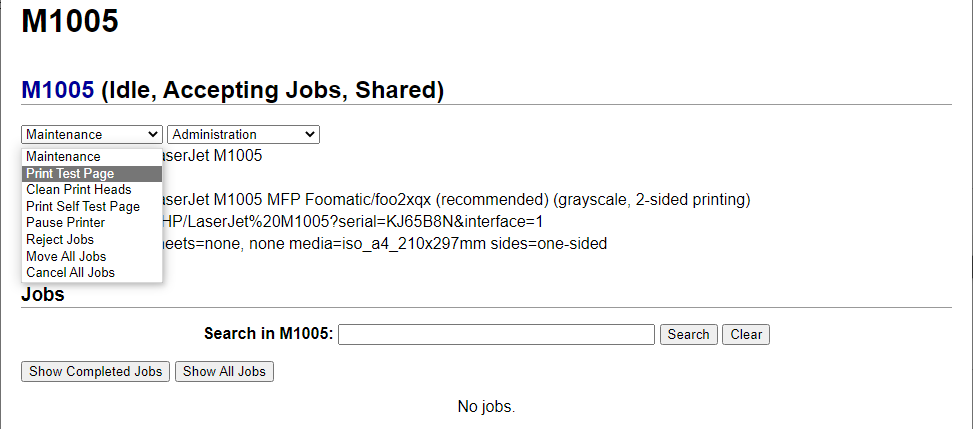 M1005
M1005 (Idle, Accepting Jobs, Shared)
Maintenance Administration
Maintenance
Print Test Page
Clean Print Heads
Print Self Test Page
Pause Printer
Reject Jobs
Move All Jobs
Cancel All Jobs
aserJet M1005
aserJet M1005 MFP Foomatic/foo2xqx (recommended) (grayscale, 2-sided printing)
HP/LaserJet%20M1005?serial=KJ65B8N&interface=1
eets=none, none media=iso_a4_210x297mm sides=one-sided
Jobs
Search in M1005: Search Clear
Show Completed Jobs Show All Jobs
No jobs.